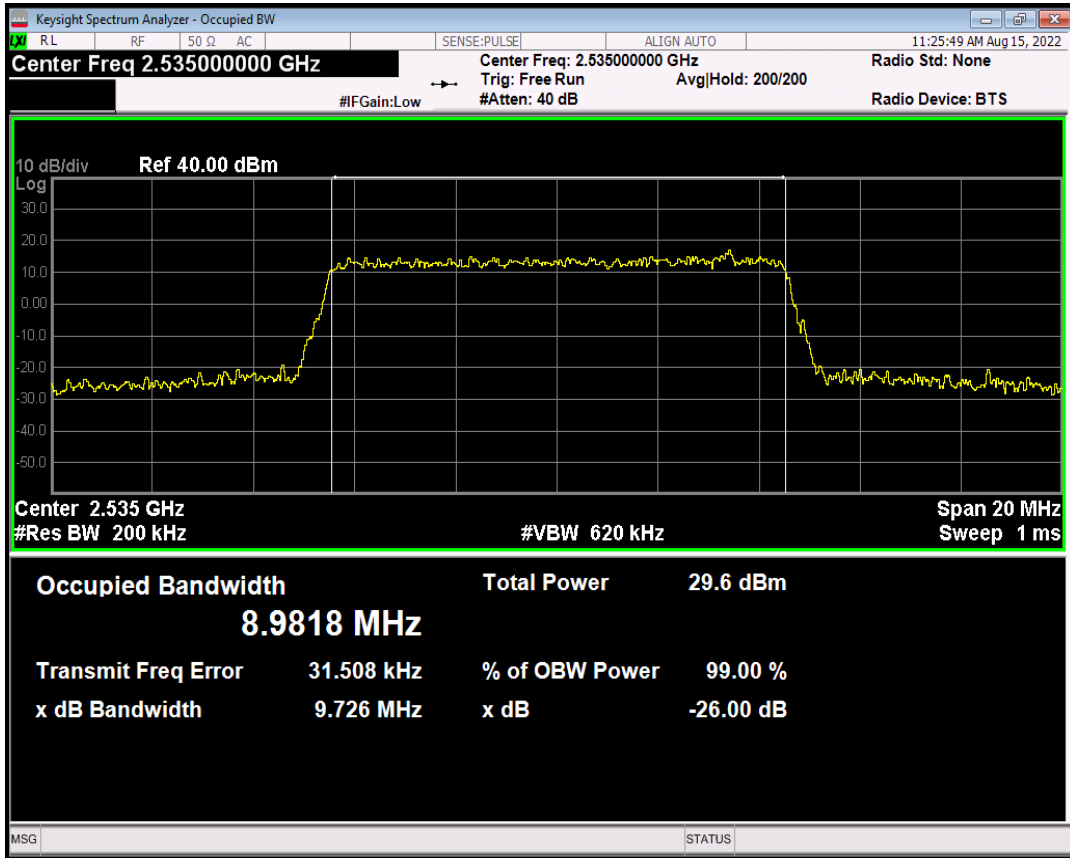 Keysight Spectrum Analyzer - Occupied BW
LXI RL RF 50 Ω AC SENSE:PULSE ALIGN AUTO 11:25:49 AM Aug 15, 2022
Center Freq 2.535000000 GHz Center Freq: 2.535000000 GHz Radio Std: None
Trig: Free Run Avg|Hold: 200/200
#IFGain:Low #Atten: 40 dB Radio Device: BTS
10 dB/div Ref 40.00 dBm
Log
30.0
20.0
10.0
0.00
-10.0
-20.0
-30.0
-40.0
-50.0
Center 2.535 GHz Span 20 MHz
#Res BW 200 kHz #VBW 620 kHz Sweep 1 ms
Occupied Bandwidth Total Power 29.6 dBm
8.9818 MHz
Transmit Freq Error 31.508 kHz % of OBW Power 99.00 %
x dB Bandwidth 9.726 MHz x dB -26.00 dB
MSG STATUS